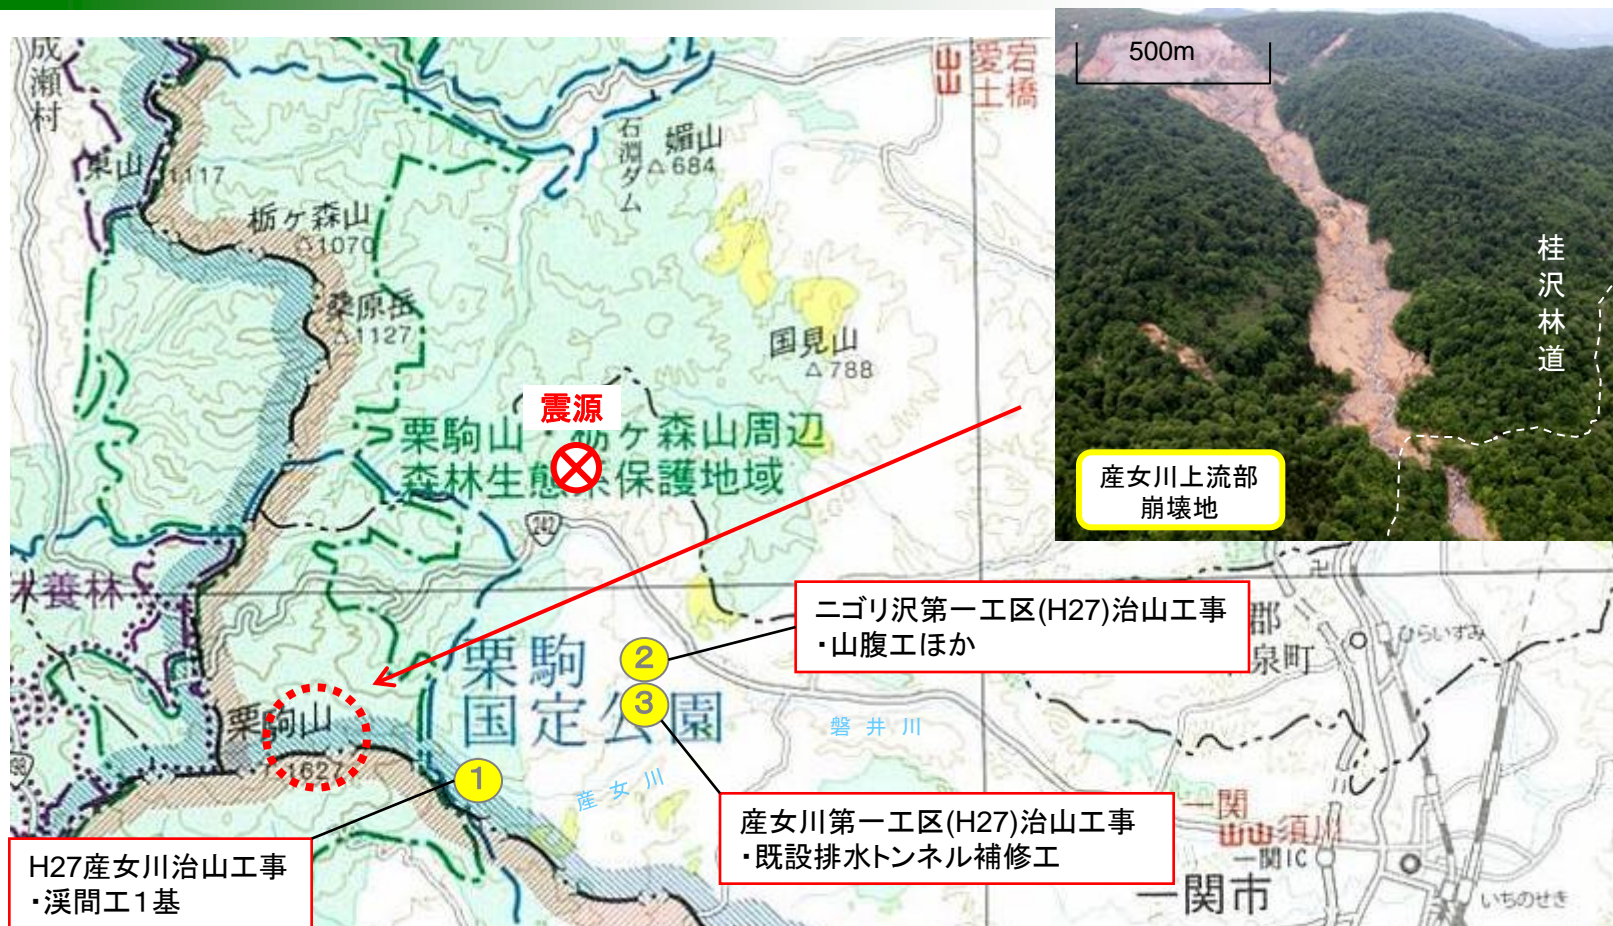 成瀬村
東山
1117
栃ヶ森山
△1070
桑原岳
△1127
石淵ダム
媚山
△684
国見山
△788
震源
栗駒山・栃ヶ森山周辺
森林生態系保護地域
242
養林
栗駒
国定公園
栗駒山
1627
1
2
3
産女川
磐井川
500m
桂沢林道
産女川上流部
崩壊地
ニゴリ沢第一工区(H27)治山工事
・山腹工ほか
産女川第一工区(H27)治山工事
・既設排水トンネル補修工
H27産女川治山工事
・渓間工1基
郡
泉町
ひらいずみ
一関
須川
一関IC
一関市
いちのせき